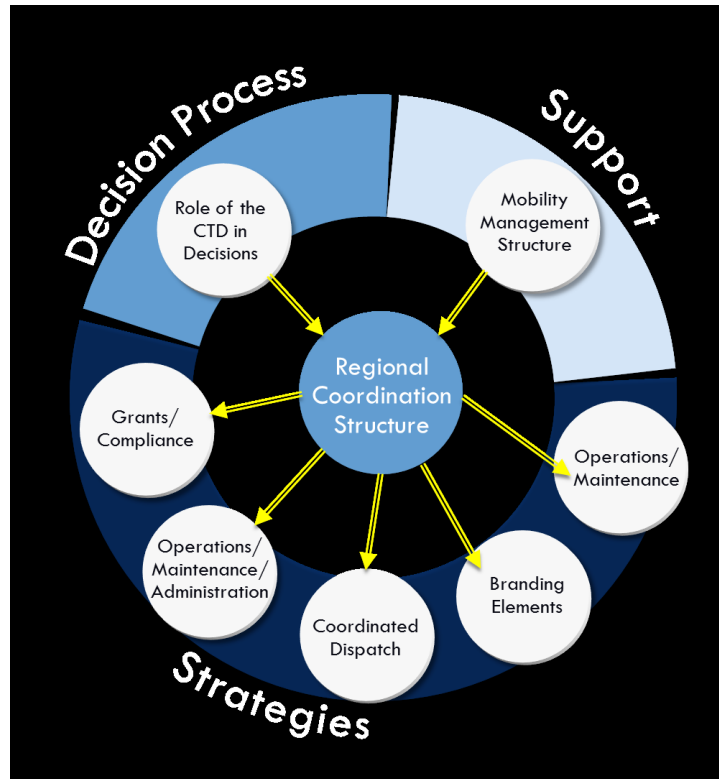 Decision Process
Support
Role of the
CTD in
Decisions
Mobility
Management
Structure
Regional
Coordination
Structure
Grants/
Compliance
Operations/
Maintenance
Operations/
Maintenance/
Administration
Branding
Elements
Coordinated
Dispatch
Strategies